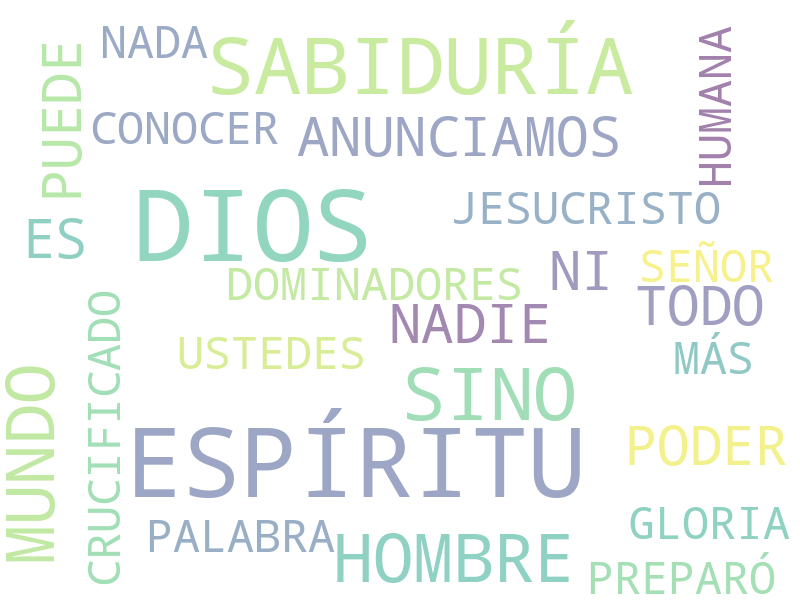 NADA
SABIDURÍA
HUMANA
PUEDE
CONOCER
ANUNCIAMOS
DIOS
JESUCRISTO
ES
NI
SEÑOR
DOMINADORES
TODO
NADIE
CRUCIFICADO
USTEDES
MÁS
MUNDO
SINO
ESPÍRITU
PODER
PALABRA
HOMBRE
GLORIA
PREPARÓ